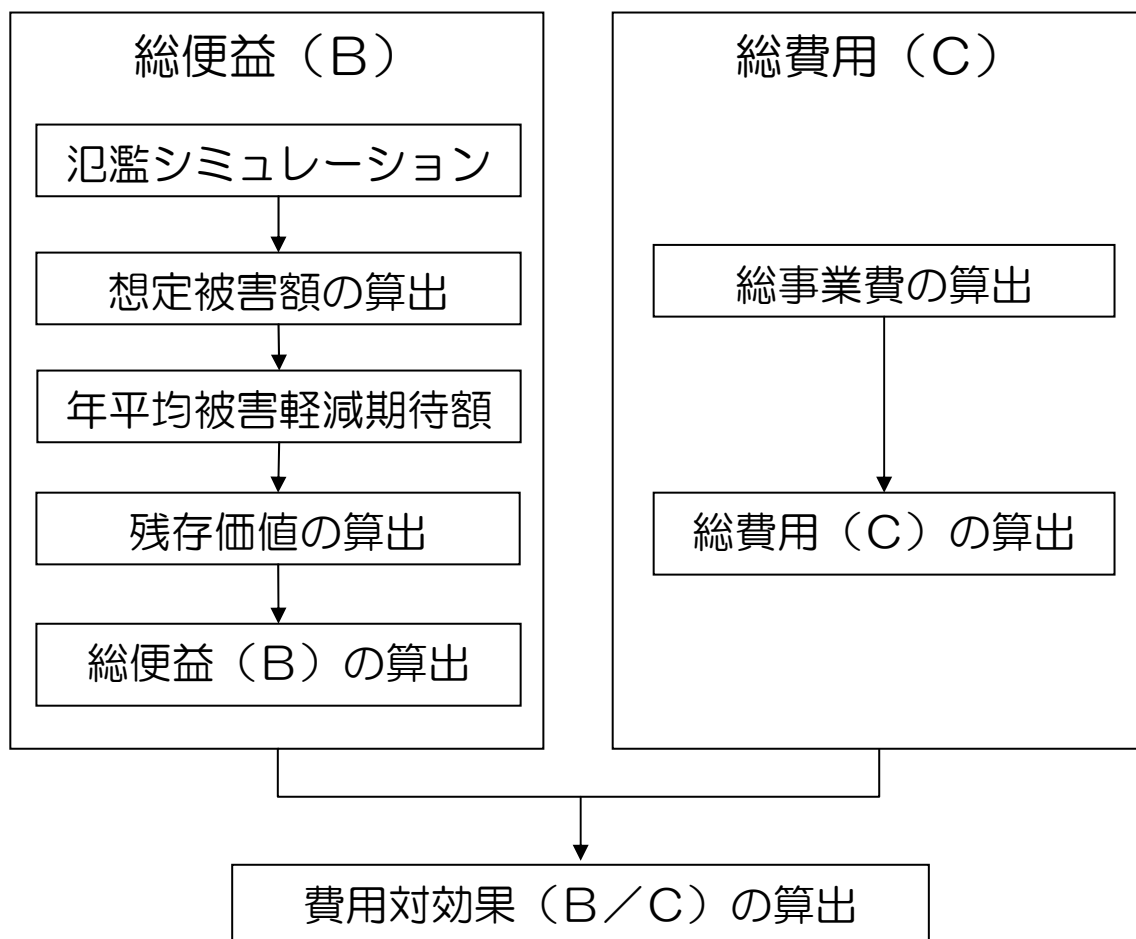 総便益（Ｂ）
氾濫シミュレーション
想定被害額の算出
年平均被害軽減期待額
残存価値の算出
総便益（Ｂ）の算出
総費用（Ｃ）
総事業費の算出
総費用（Ｃ）の算出
費用対効果（Ｂ／Ｃ）の算出